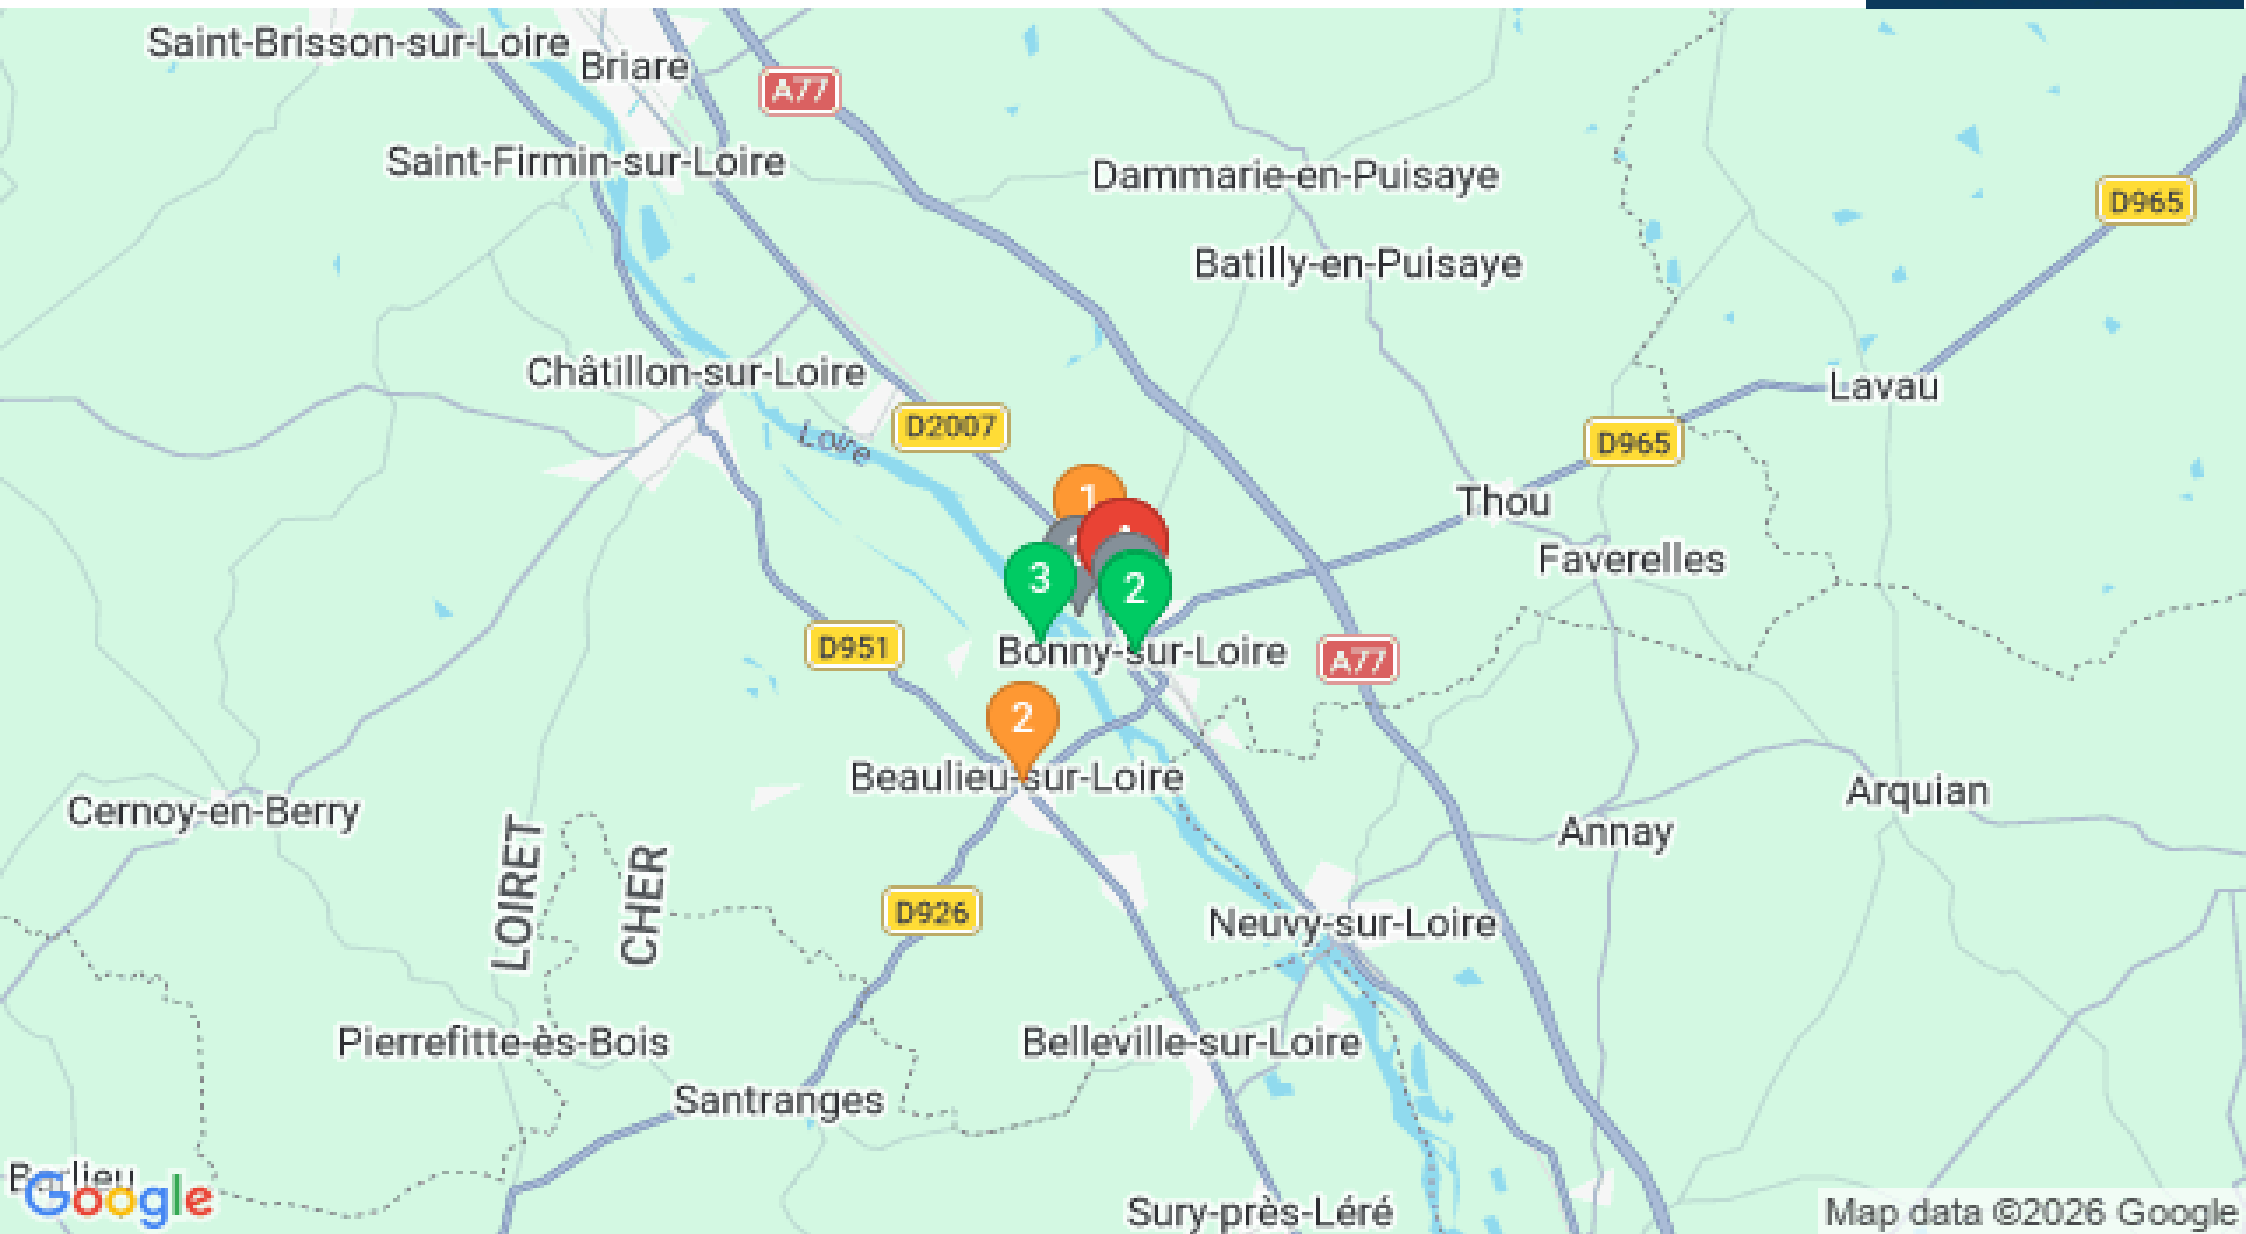 Saint-Brisson-sur-Loire
Briare
A77
Saint-Firmin-sur-Loire
Dammarie-en-Puisaye
D965
Batilly-en-Puisaye
Châtillon-sur-Loire
Lavau
D2007
Loire
D965
1
Thou
Faverelles
3
2
D951
Bonny-sur-Loire
A77
2
Beaulieu-sur-Loire
Cernoy-en-Berry
Arquian
Annay
LOIRET
CHER
D926
Neuvy-sur-Loire
Pierrefitte-ès-Bois
Belleville-sur-Loire
Santranges
Barlieu
Google
Sury-près-Léré
Map data ©2026 Google